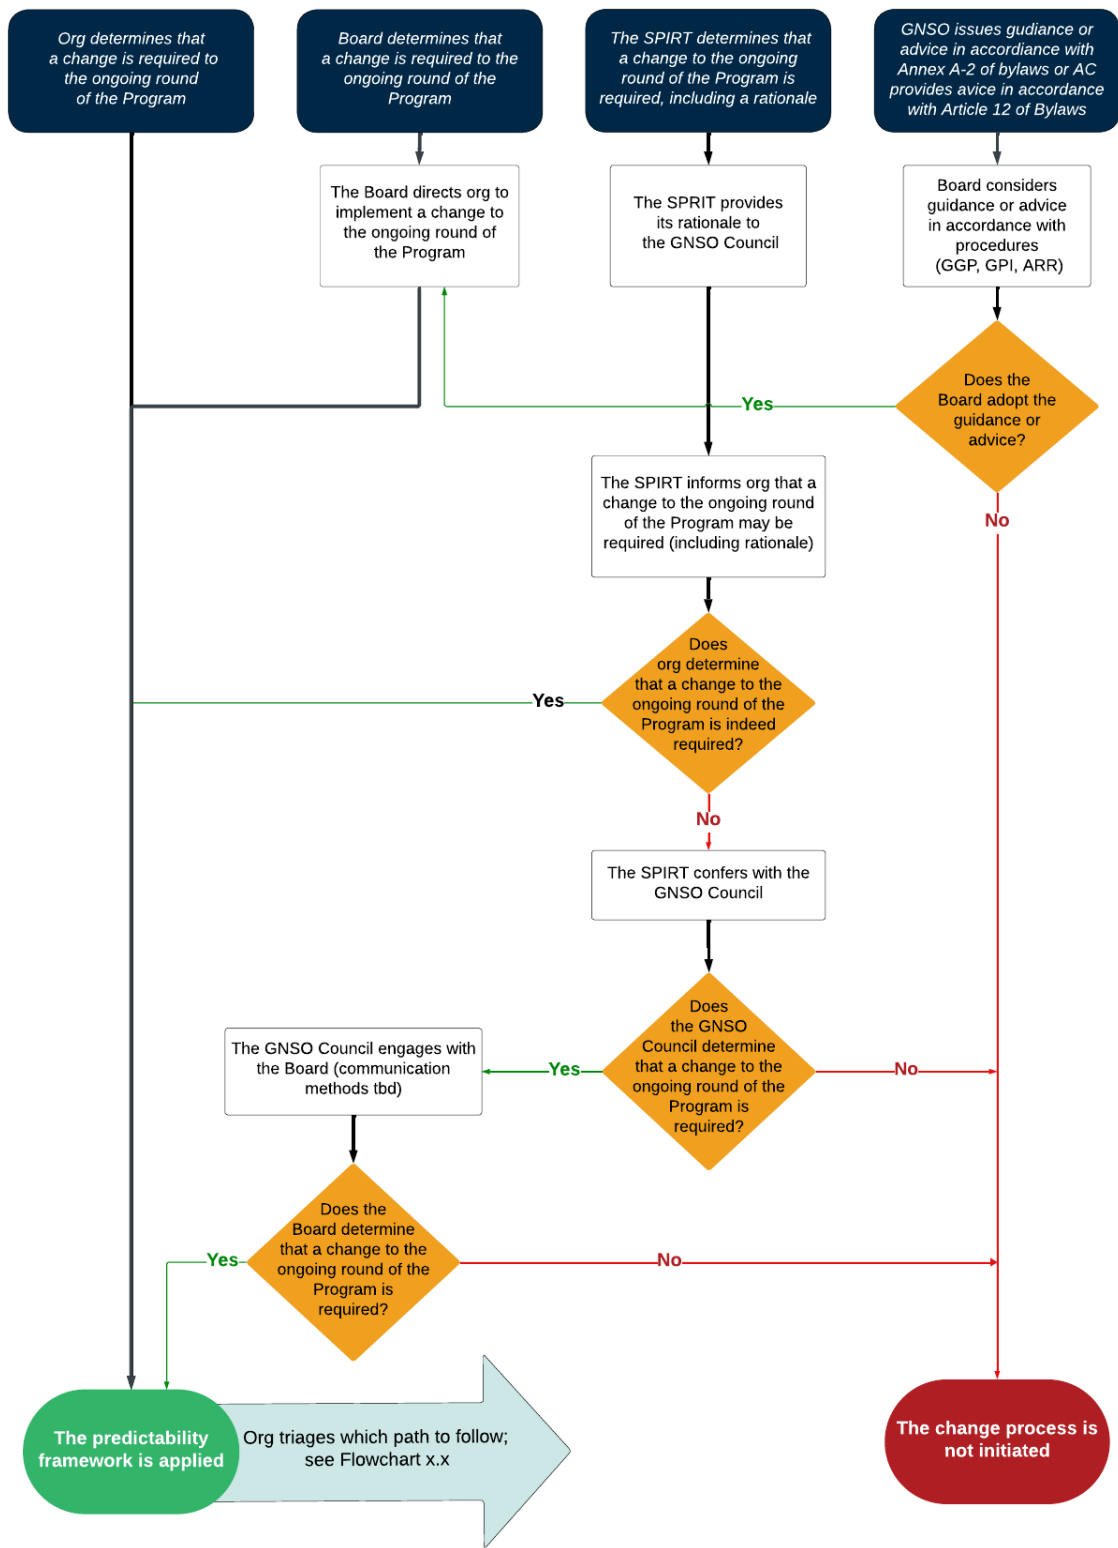 Org determines that
a change is required to
the ongoing round
of the Program
Board determines that
a change is required to the
ongoing round of the
Program
The SPIRT determines that
a change to the ongoing
round of the Program is
required, including a rationale
GNSO issues gudiance or
advice in accordiance with
Annex A-2 of bylaws or AC
provides avice in accordance
with Article 12 of Bylaws
The Board directs org to
implement a change to
the ongoing round of
the Program
The SPRIT provides
its rationale to
the GNSO Council
Board considers
guidance or advice
in accordance with
procedures
(GGP, GPI, ARR)
Does the
Board adopt the
guidance or
advice?
Yes
No
The SPIRT informs org that a
change to the ongoing round
of the Program may be
required (including rationale)
Does
org determine
that a change to the
ongoing round of the
Program is indeed
required?
Yes
No
The SPIRT confers with the
GNSO Council
Does
the GNSO
Council determine
that a change to the
ongoing round of the
Program is
required?
Yes
No
The GNSO Council engages with
the Board (communication
methods tbd)
Does the
Board determine
that a change to the
ongoing round of the
Program is
required?
Yes
No
The predictability
framework is applied
Org triages which path to follow;
see Flowchart x.x
The change process is
not initiated